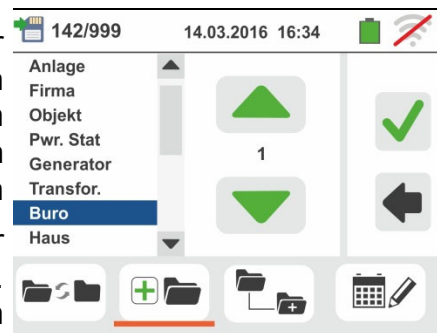 142/999 14.03.2016 16:34
Anlage
Firma
Objekt
Pwr. Stat
Generator
Transfor.
Buro
Haus
1